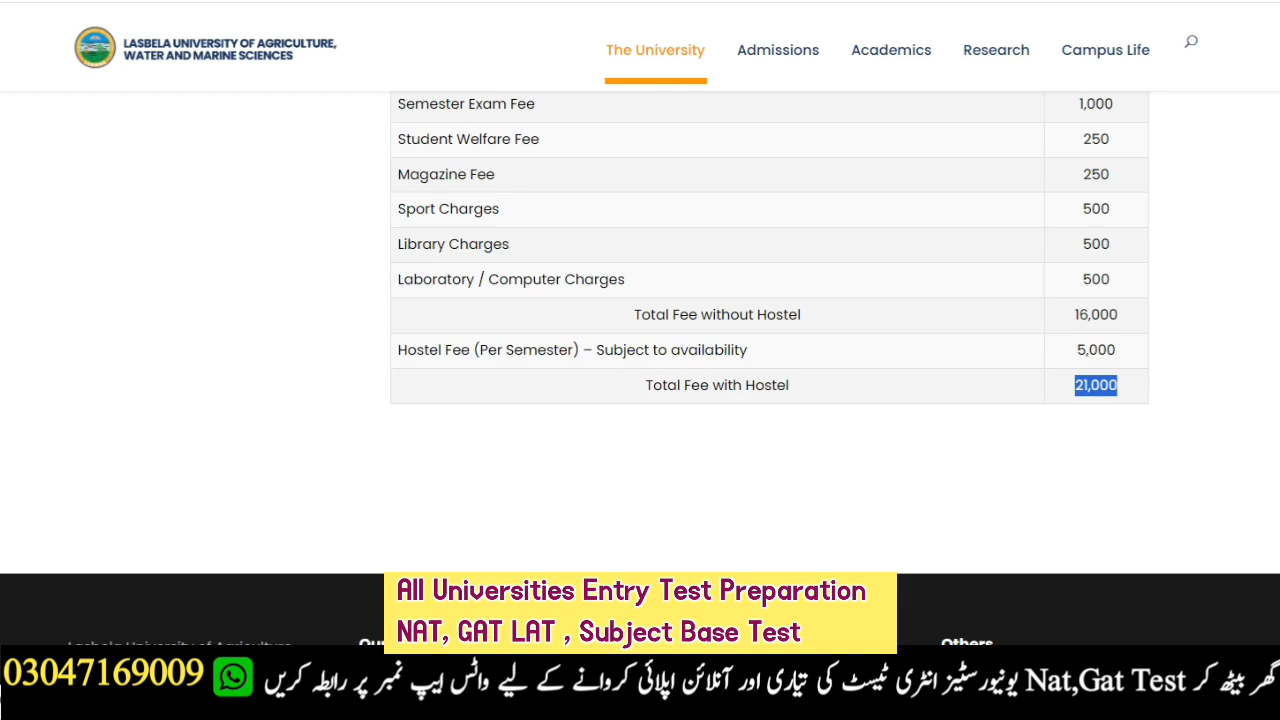 LASBELA UNIVERSITY OF AGRICULTURE,
WATER AND MARINE SCIENCES
The University Admissions Academics Research Campus Life
Semester Exam Fee 1,000
Student Welfare Fee 250
Magazine Fee 250
Sport Charges 500
Library Charges 500
Laboratory / Computer Charges 500
Total Fee without Hostel 16,000
Hostel Fee (Per Semester) – Subject to availability 5,000
Total Fee with Hostel 21,000
All Universities Entry Test Preparation
NAT, GAT LAT , Subject Base Test
Lasbela University of Agriculture
Others
03047169009
گھر بیٹھ کر Nat,Gat Test یونیورسٹیز انٹری ٹیسٹ کی تیاری اور آنلائن اپلائی کروانے کے لیے واٹس ایپ نمبر پر رابطہ کریں